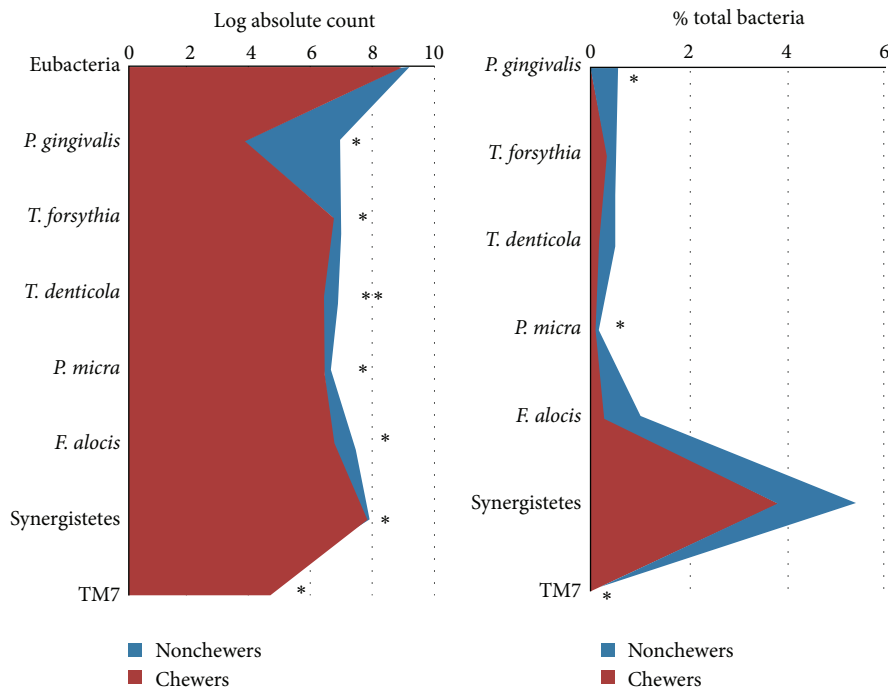 Log absolute count
0 2 4 6 8 10
Eubacteria
P. gingivalis
*
T. forsythia
*
T. denticola
**
P. micra
*
F. alocis
*
Synergistetes
*
TM7
*
Nonchewers
Chewers
% total bacteria
0 2 4 6
P. gingivalis
*
T. forsythia
T. denticola
P. micra
*
F. alocis
Synergistetes
TM7
*
Nonchewers
Chewers